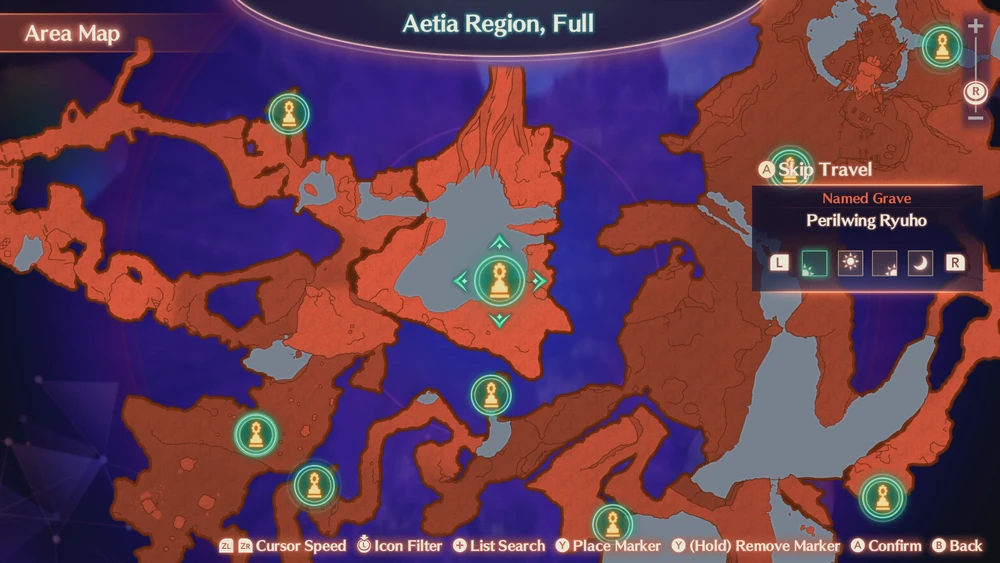 Area Map
Aetia Region, Full
R
A Skip Travel
Named Grave
Perilwing Ryuho
L R
ZL ZR Cursor Speed L Icon Filter + List Search Y Place Marker Y (Hold) Remove Marker A Confirm B Back